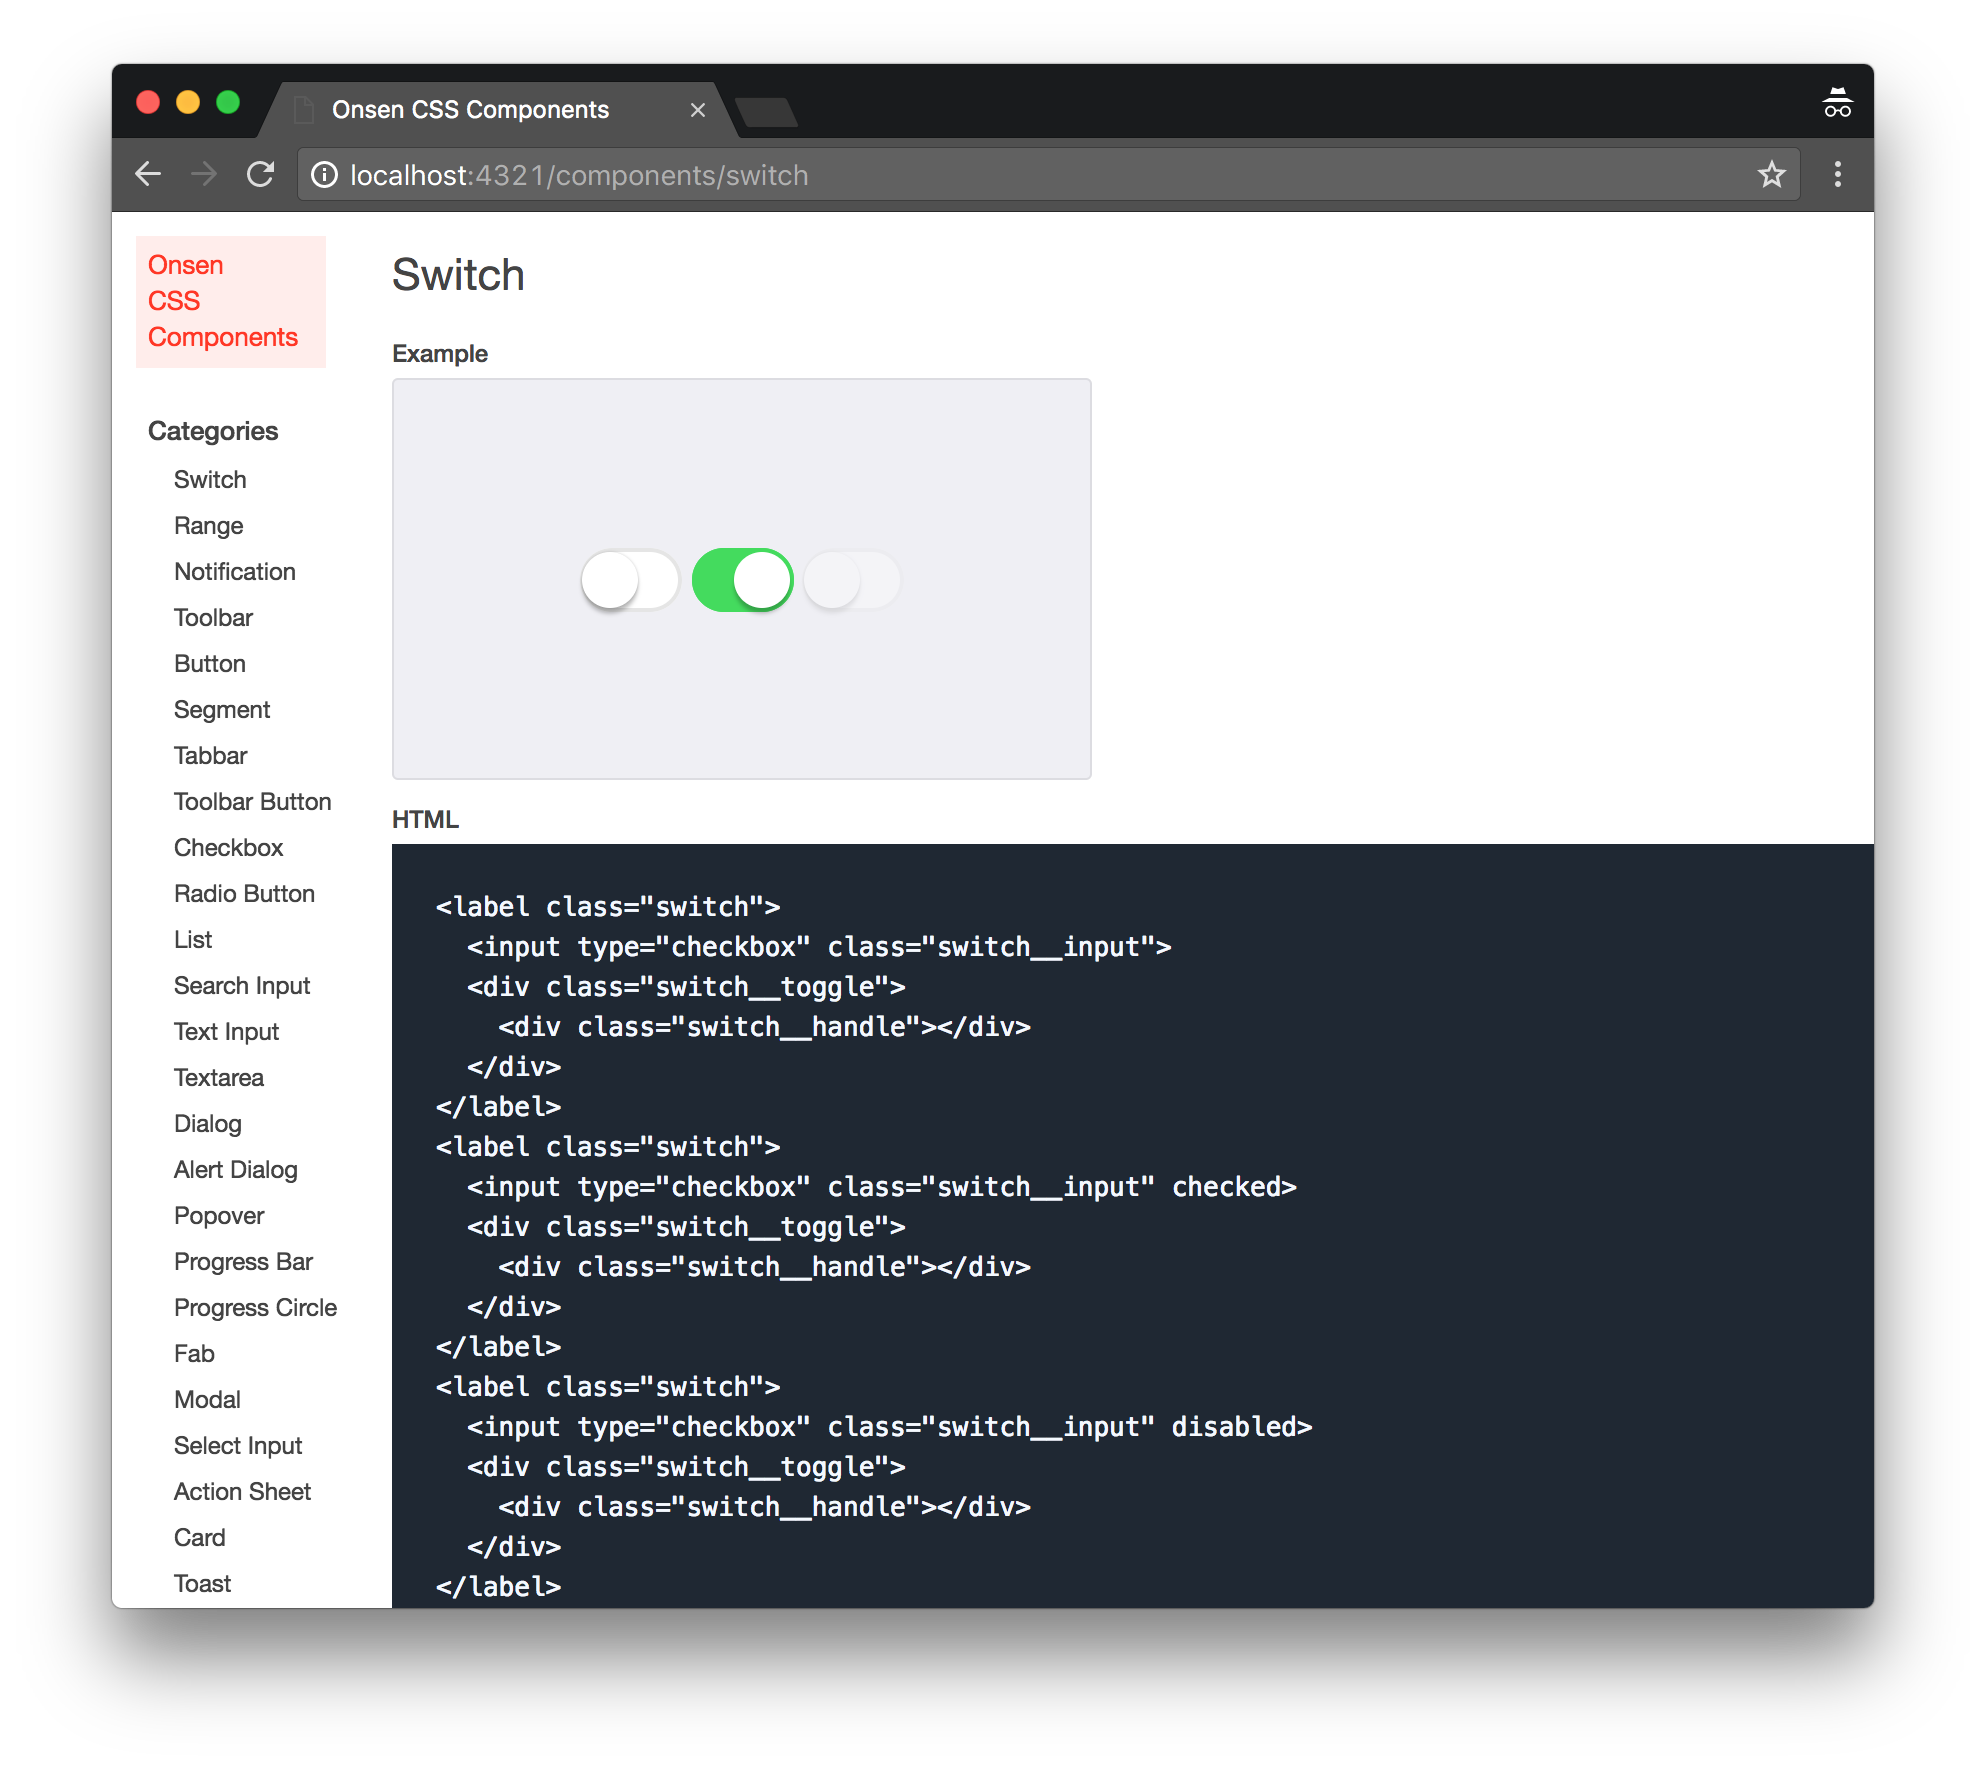 Onsen CSS Components
localhost:4321/components/switch
Onsen
CSS
Components
Categories
Switch
Range
Notification
Toolbar
Button
Segment
Tabbar
Toolbar Button
Checkbox
Radio Button
List
Search Input
Text Input
Textarea
Dialog
Alert Dialog
Popover
Progress Bar
Progress Circle
Fab
Modal
Select Input
Action Sheet
Card
Toast
Switch
Example
HTML
<label class="switch">
  <input type="checkbox" class="switch__input">
  <div class="switch__toggle">
    <div class="switch__handle"></div>
  </div>
</label>
<label class="switch">
  <input type="checkbox" class="switch__input" checked>
  <div class="switch__toggle">
    <div class="switch__handle"></div>
  </div>
</label>
<label class="switch">
  <input type="checkbox" class="switch__input" disabled>
  <div class="switch__toggle">
    <div class="switch__handle"></div>
  </div>
</label>